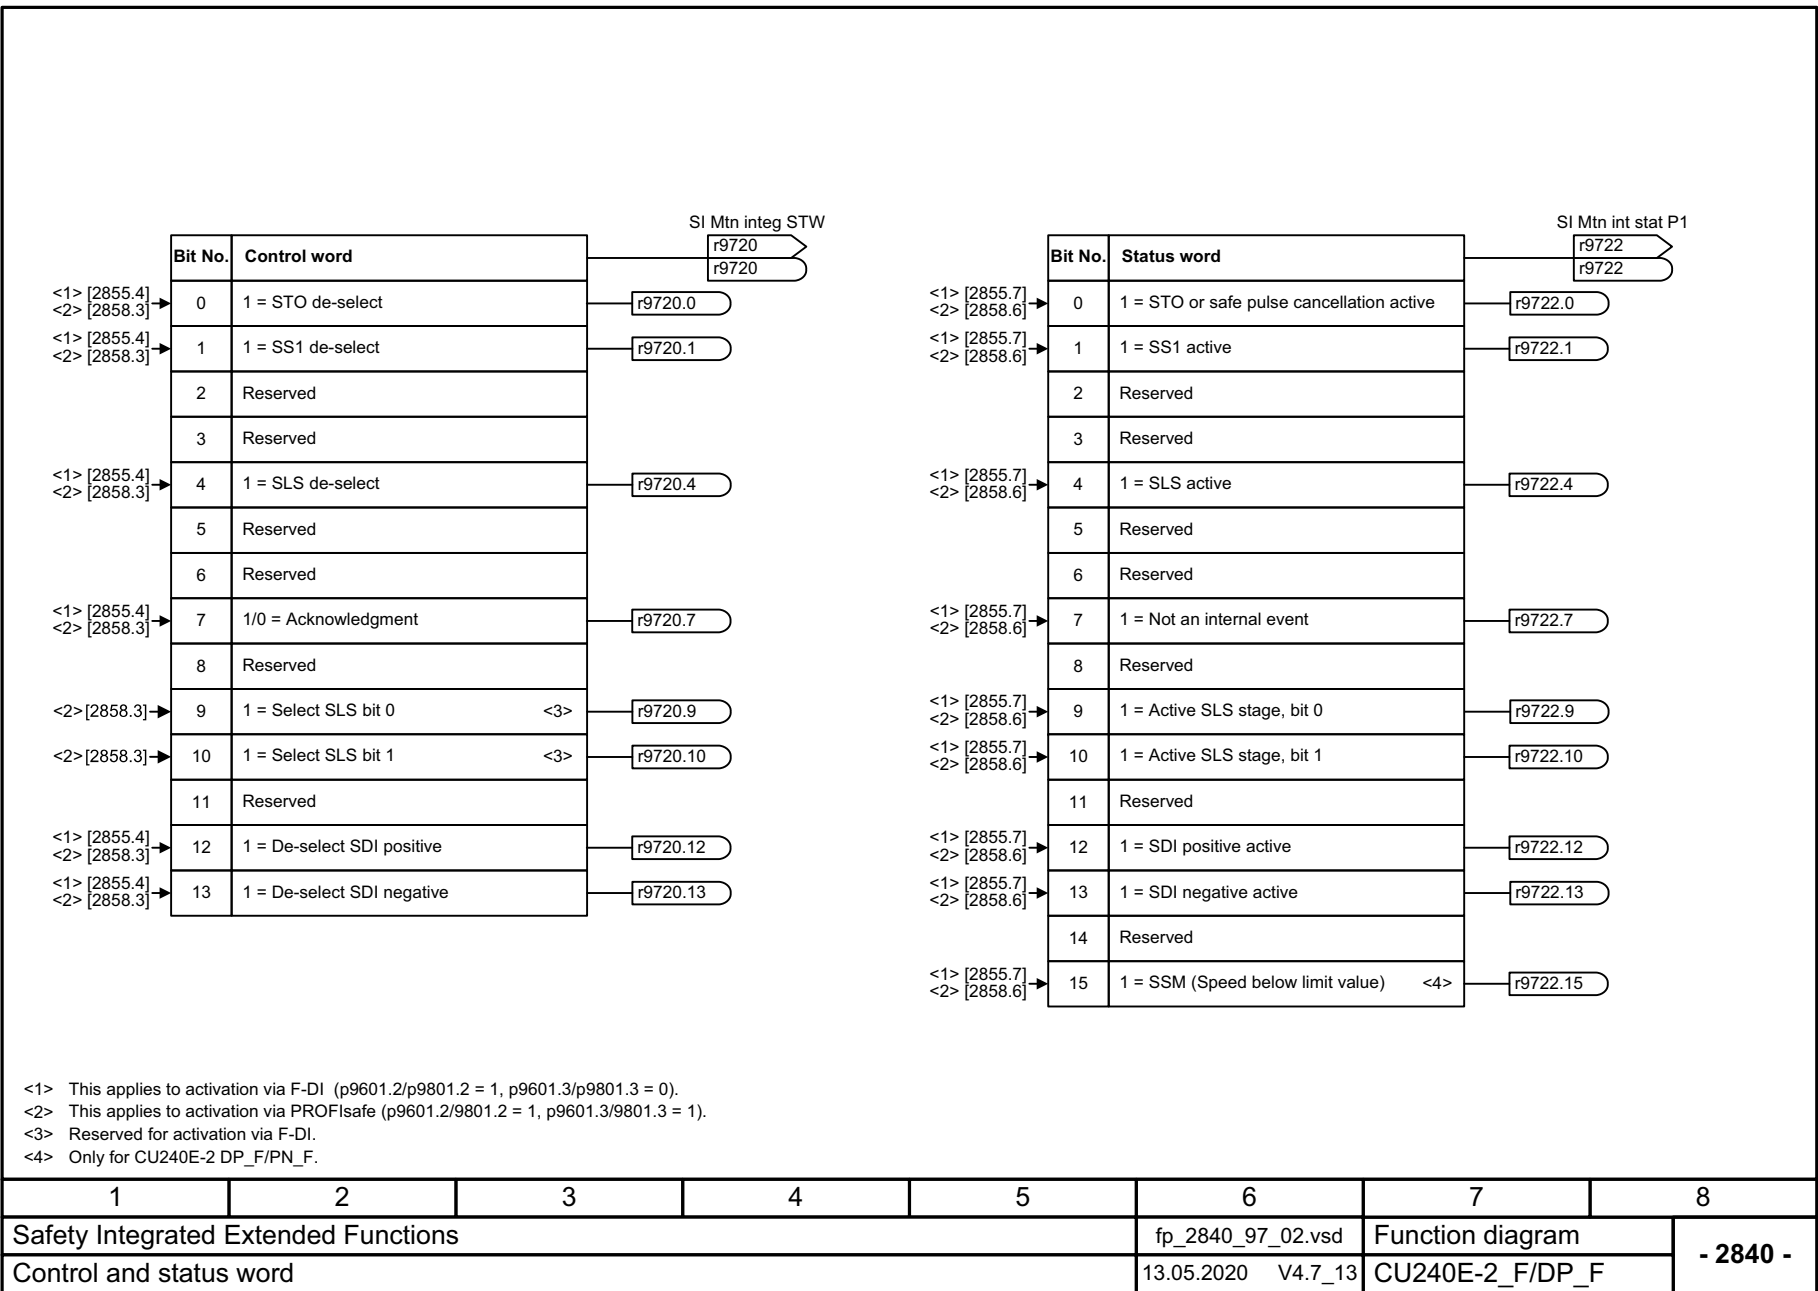 SI Mtn integ STW
r9720
r9720
Bit No. Control word
<1> [2855.4]
<2> [2858.3]
0 1 = STO de-select r9720.0
<1> [2855.4]
<2> [2858.3]
1 1 = SS1 de-select r9720.1
2 Reserved
3 Reserved
<1> [2855.4]
<2> [2858.3]
4 1 = SLS de-select r9720.4
5 Reserved
6 Reserved
<1> [2855.4]
<2> [2858.3]
7 1/0 = Acknowledgment r9720.7
8 Reserved
<2>[2858.3] 9 1 = Select SLS bit 0 <3> r9720.9
<2>[2858.3] 10 1 = Select SLS bit 1 <3> r9720.10
11 Reserved
<1> [2855.4]
<2> [2858.3]
12 1 = De-select SDI positive r9720.12
<1> [2855.4]
<2> [2858.3]
13 1 = De-select SDI negative r9720.13
SI Mtn int stat P1
r9722
r9722
Bit No. Status word
<1> [2855.7]
<2> [2858.6]
0 1 = STO or safe pulse cancellation active r9722.0
<1> [2855.7]
<2> [2858.6]
1 1 = SS1 active r9722.1
2 Reserved
3 Reserved
<1> [2855.7]
<2> [2858.6]
4 1 = SLS active r9722.4
5 Reserved
6 Reserved
<1> [2855.7]
<2> [2858.6]
7 1 = Not an internal event r9722.7
8 Reserved
<1> [2855.7]
<2> [2858.6]
9 1 = Active SLS stage, bit 0 r9722.9
<1> [2855.7]
<2> [2858.6]
10 1 = Active SLS stage, bit 1 r9722.10
11 Reserved
<1> [2855.7]
<2> [2858.6]
12 1 = SDI positive active r9722.12
<1> [2855.7]
<2> [2858.6]
13 1 = SDI negative active r9722.13
14 Reserved
<1> [2855.7]
<2> [2858.6]
15 1 = SSM (Speed below limit value) <4> r9722.15
<1> This applies to activation via F-DI (p9601.2/p9801.2 = 1, p9601.3/p9801.3 = 0).
<2> This applies to activation via PROFIsafe (p9601.2/9801.2 = 1, p9601.3/9801.3 = 1).
<3> Reserved for activation via F-DI.
<4> Only for CU240E-2 DP_F/PN_F.
1 2 3 4 5 6 7 8
Safety Integrated Extended Functions fp_2840_97_02.vsd Function diagram
- 2840 -
Control and status word 13.05.2020 V4.7_13 CU240E-2_F/DP_F